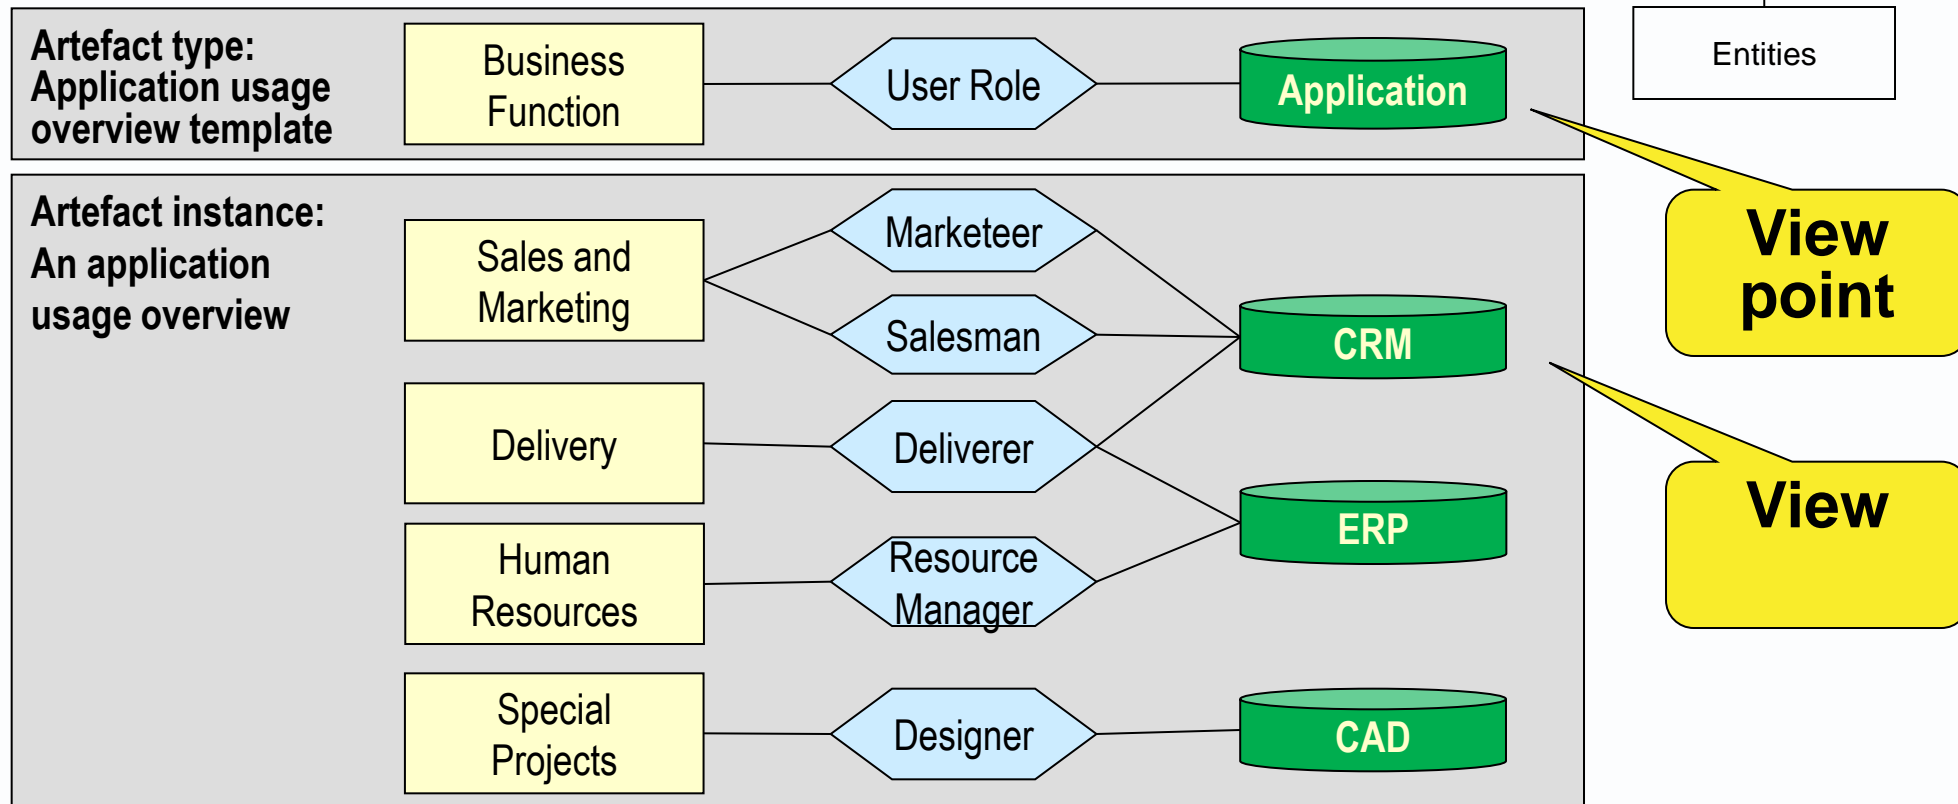 Artefact type:
Application usage
overview template
Business
Function
User Role
Application
Entities
View
point
Artefact instance:
An application
usage overview
Sales and
Marketing
Marketeer
Salesman
CRM
Delivery
Deliverer
View
ERP
Human
Resources
Resource
Manager
Special
Projects
Designer
CAD